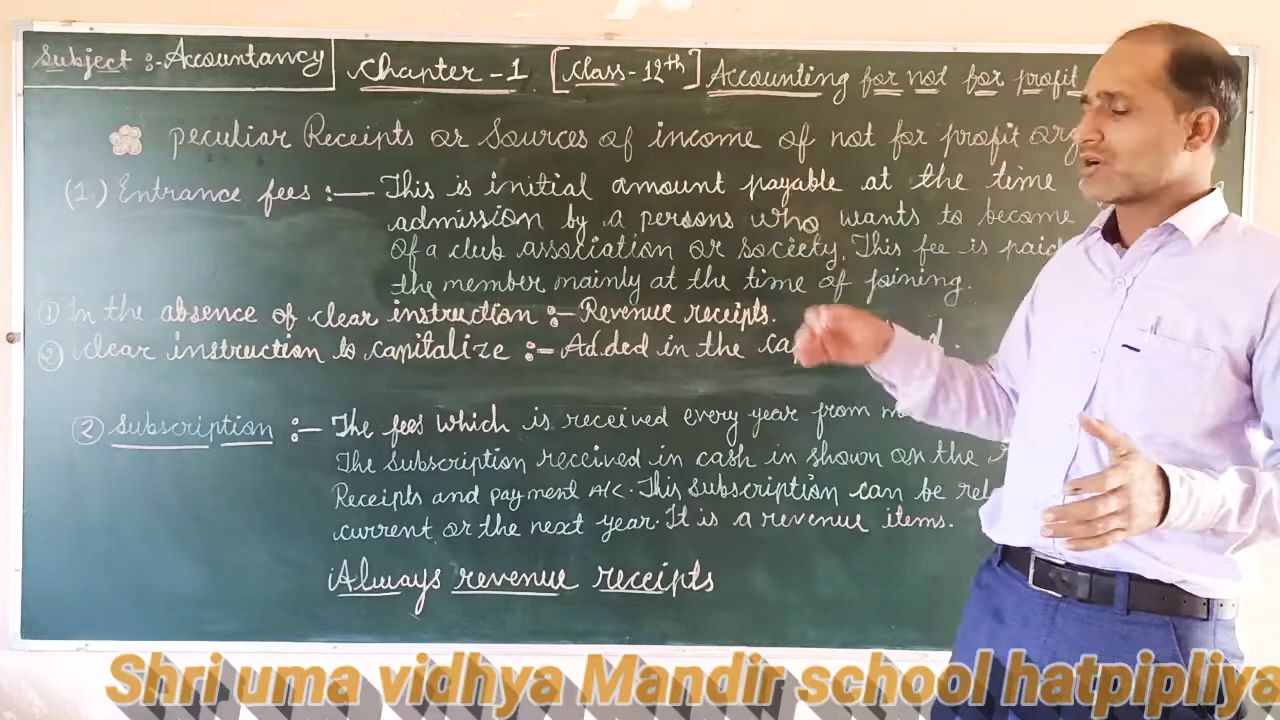 Subject :- Accountancy
Chapter - 1 [Class - 12th] Accounting for not for profit
peculiar Receipts or Sources of income of not for profit org
(1.) Entrance fees :— This is initial amount payable at the time
admission by a persons who wants to become
of a club association or society. This fee is paid
the member mainly at the time of joining.
① In the absence of clear instruction :- Revenue receipts.
② Clear instruction to capitalize :- Added in the
② Subscription :- The fees which is received every year from
The subscription received in cash in shown on the
Receipts and payment A/c. This subscription can be
current or the next year. It is a revenue items.
Always revenue receipts
Shri uma vidhya Mandir school hatpipliya